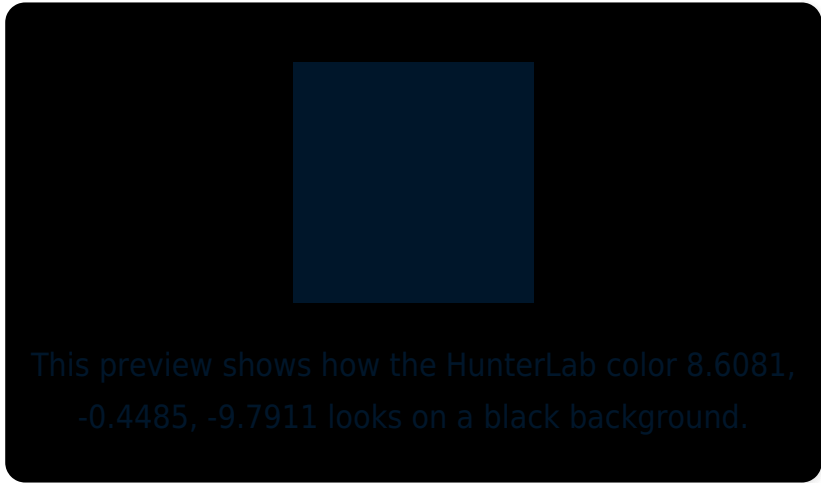 This preview shows how the HunterLab color 8.6081,
-0.4485, -9.7911 looks on a black background.